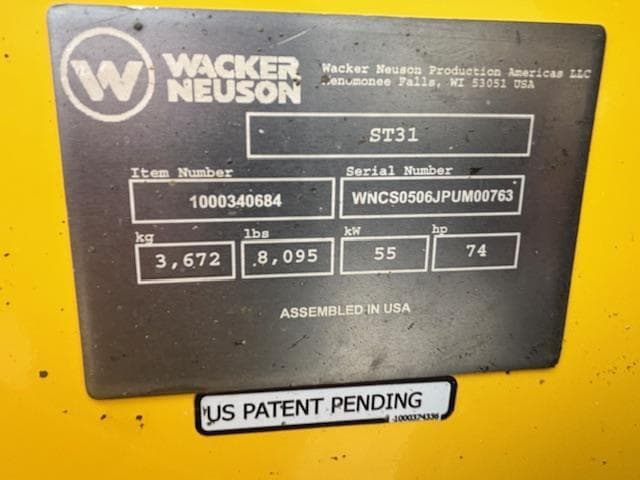 W
WACKER
NEUSON
Wacker Neuson Production Americas LLC
Menomonee Falls, WI 53051 USA
ST31
Item Number Serial Number
1000340684 WNCS0506JPUM00763
kg lbs kW hp
3,672 8,095 55 74
ASSEMBLED IN USA
US PATENT PENDING
1000374336